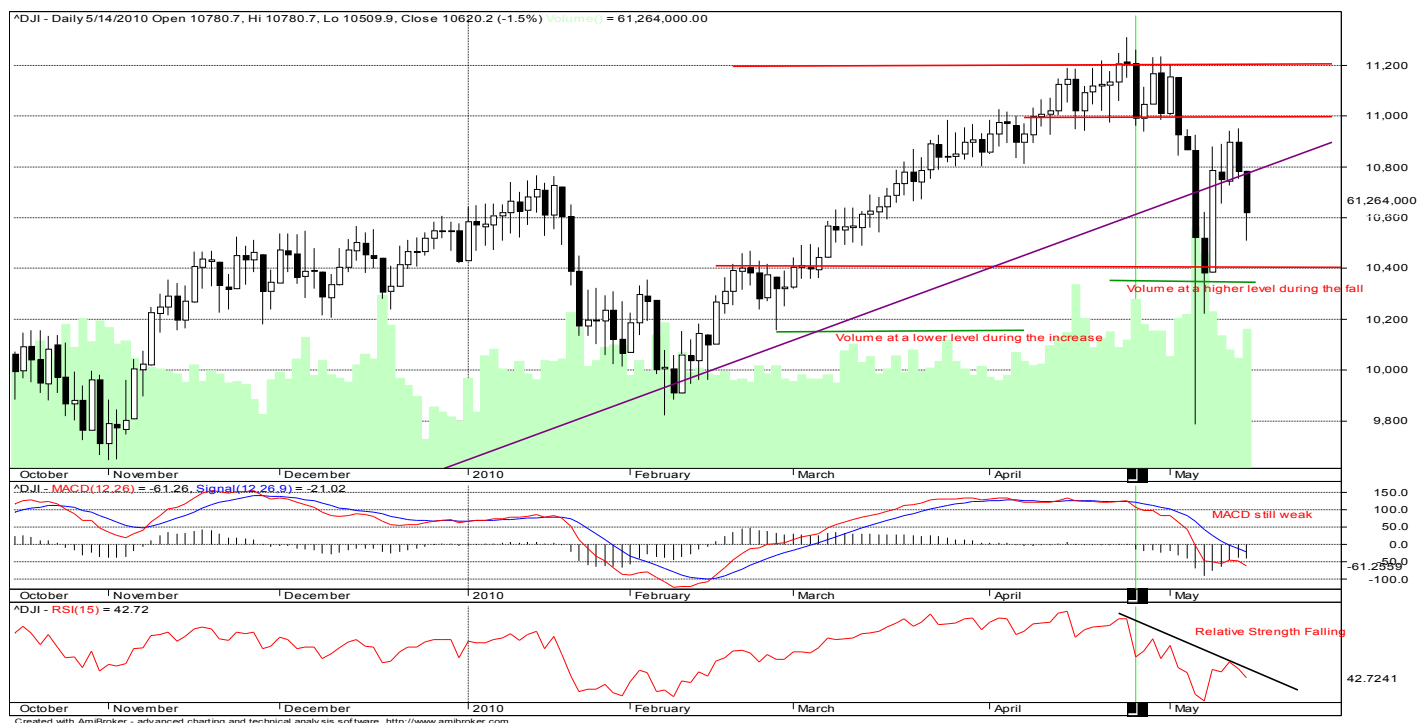 ^DJI - Daily 5/14/2010 Open 10780.7, Hi 10780.7, Lo 10509.9, Close 10620.2 (-1.5%) Volume() = 61,264,000.00
11,200
11,000
10,800
61,264,000
10,600
10,400
Volume at a higher level during the fall
10,200
Volume at a lower level during the increase
10,000
9,800
October November December 2010 February March April May
^DJI - MACD(12,26) = -61.26, Signal(12,26,9) = -21.02
150.0
MACD still weak
100.0
50.0
0.0
-50.0
-61.2559
-100.0
October November December 2010 February March April May
^DJI - RSI(15) = 42.72
Relative Strength Falling
42.7241
October November December 2010 February March April May
Created with AmiBroker - advanced charting and technical analysis software. http://www.amibroker.com